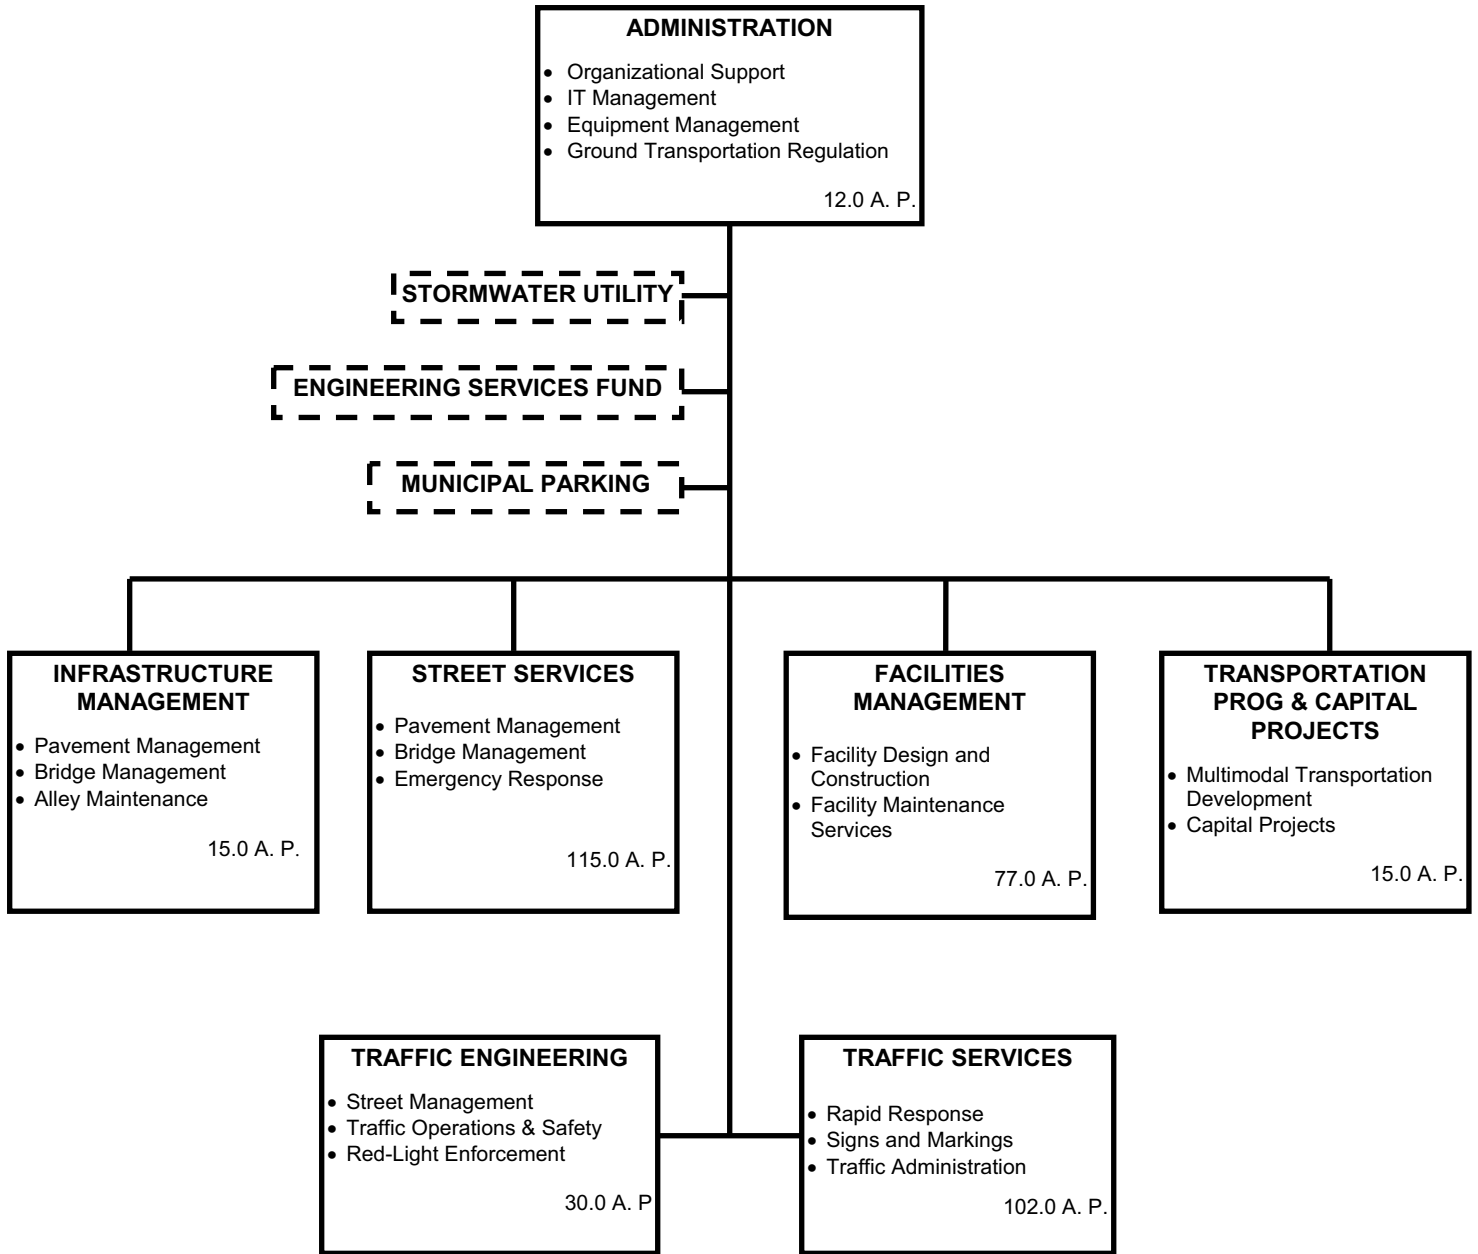 ADMINISTRATION
• Organizational Support
• IT Management
• Equipment Management
• Ground Transportation Regulation
12.0 A. P.
STORMWATER UTILITY
ENGINEERING SERVICES FUND
MUNICIPAL PARKING
INFRASTRUCTURE
MANAGEMENT
• Pavement Management
• Bridge Management
• Alley Maintenance
15.0 A. P.
STREET SERVICES
• Pavement Management
• Bridge Management
• Emergency Response
115.0 A. P.
FACILITIES
MANAGEMENT
• Facility Design and
Construction
• Facility Maintenance
Services
77.0 A. P.
TRANSPORTATION
PROG & CAPITAL
PROJECTS
• Multimodal Transportation
Development
• Capital Projects
15.0 A. P.
TRAFFIC ENGINEERING
• Street Management
• Traffic Operations & Safety
• Red-Light Enforcement
30.0 A. P
TRAFFIC SERVICES
• Rapid Response
• Signs and Markings
• Traffic Administration
102.0 A. P.